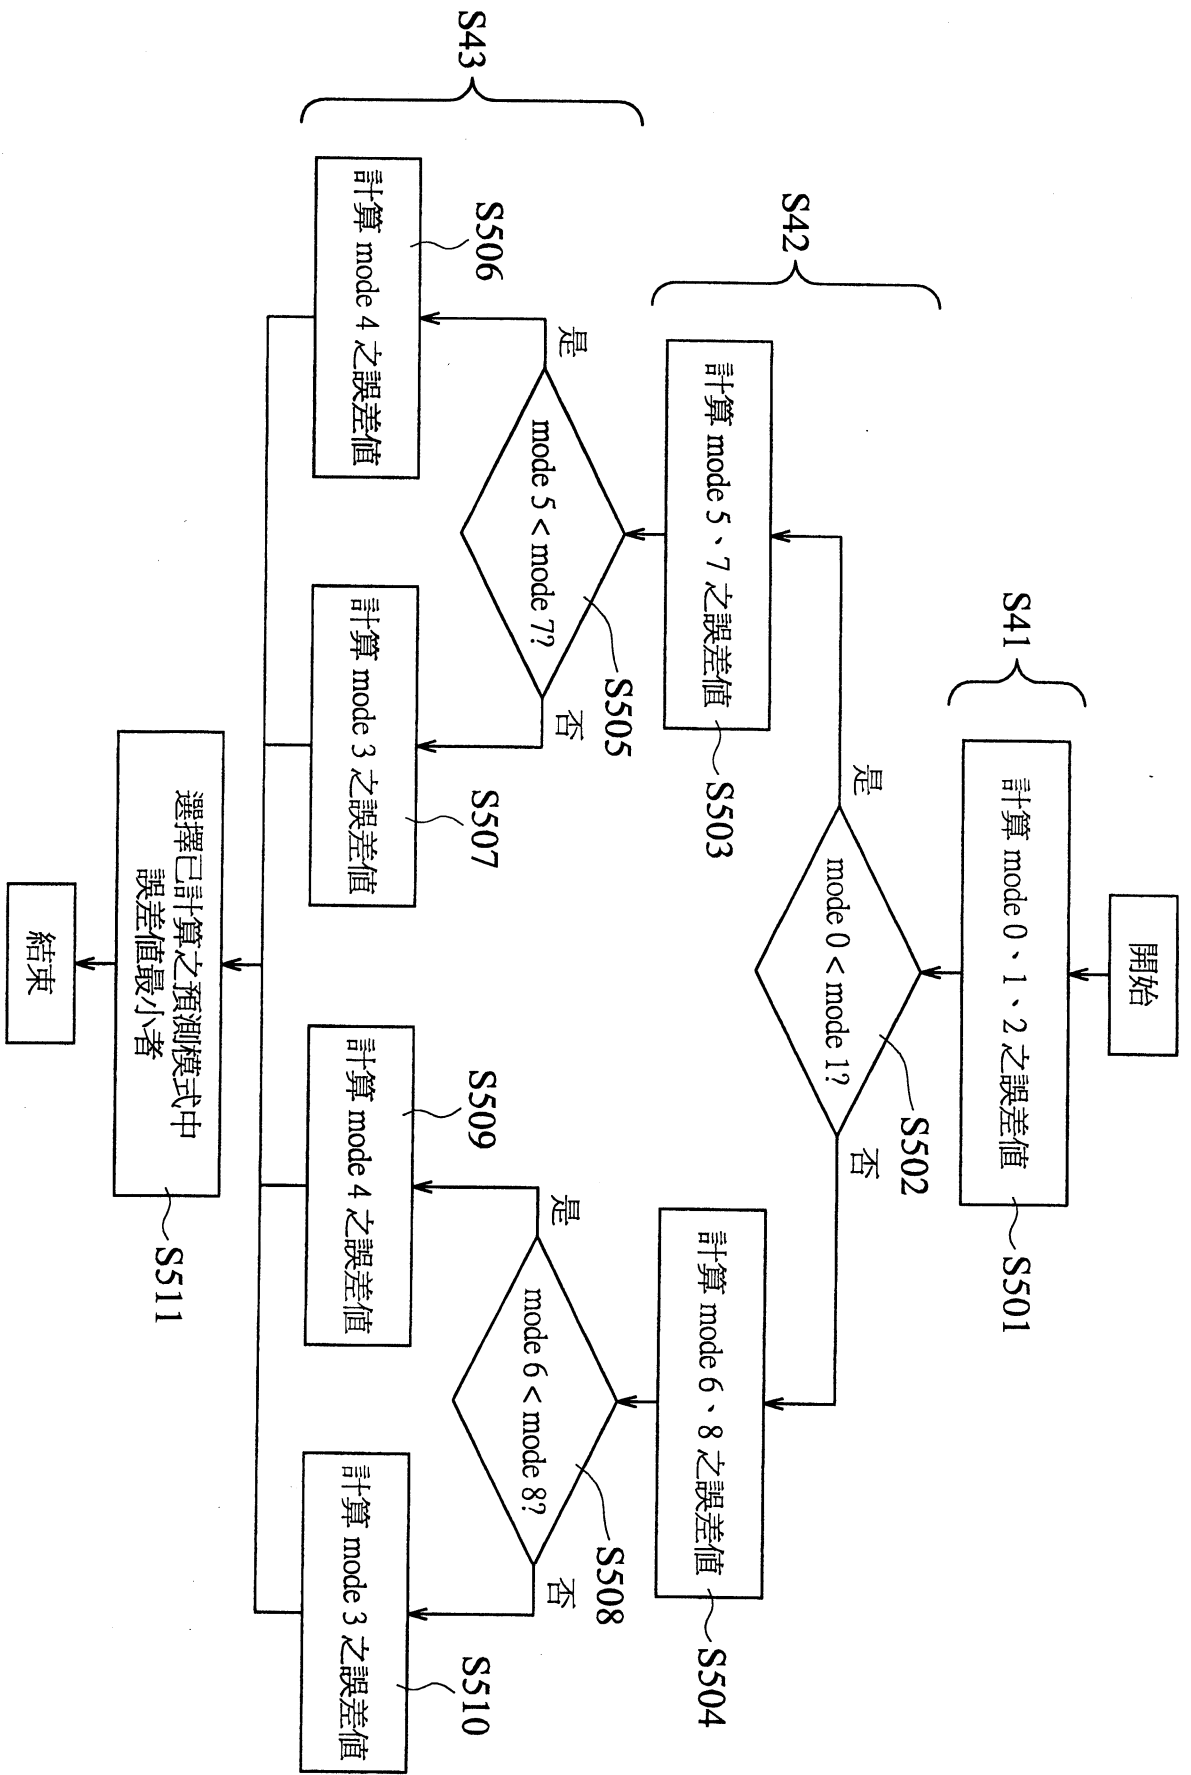 開始
S41
計算 mode 0、1、2 之誤差值
S501
mode 0 < mode 1?
S502
是
否
S42
計算 mode 5、7 之誤差值
S503
計算 mode 6、8 之誤差值
S504
S43
mode 5 < mode 7?
S505
是
否
mode 6 < mode 8?
S508
是
否
S506
計算 mode 4 之誤差值
S507
計算 mode 3 之誤差值
S509
計算 mode 4 之誤差值
S510
計算 mode 3 之誤差值
選擇已計算之預測模式中
誤差值最小者
S511
結束